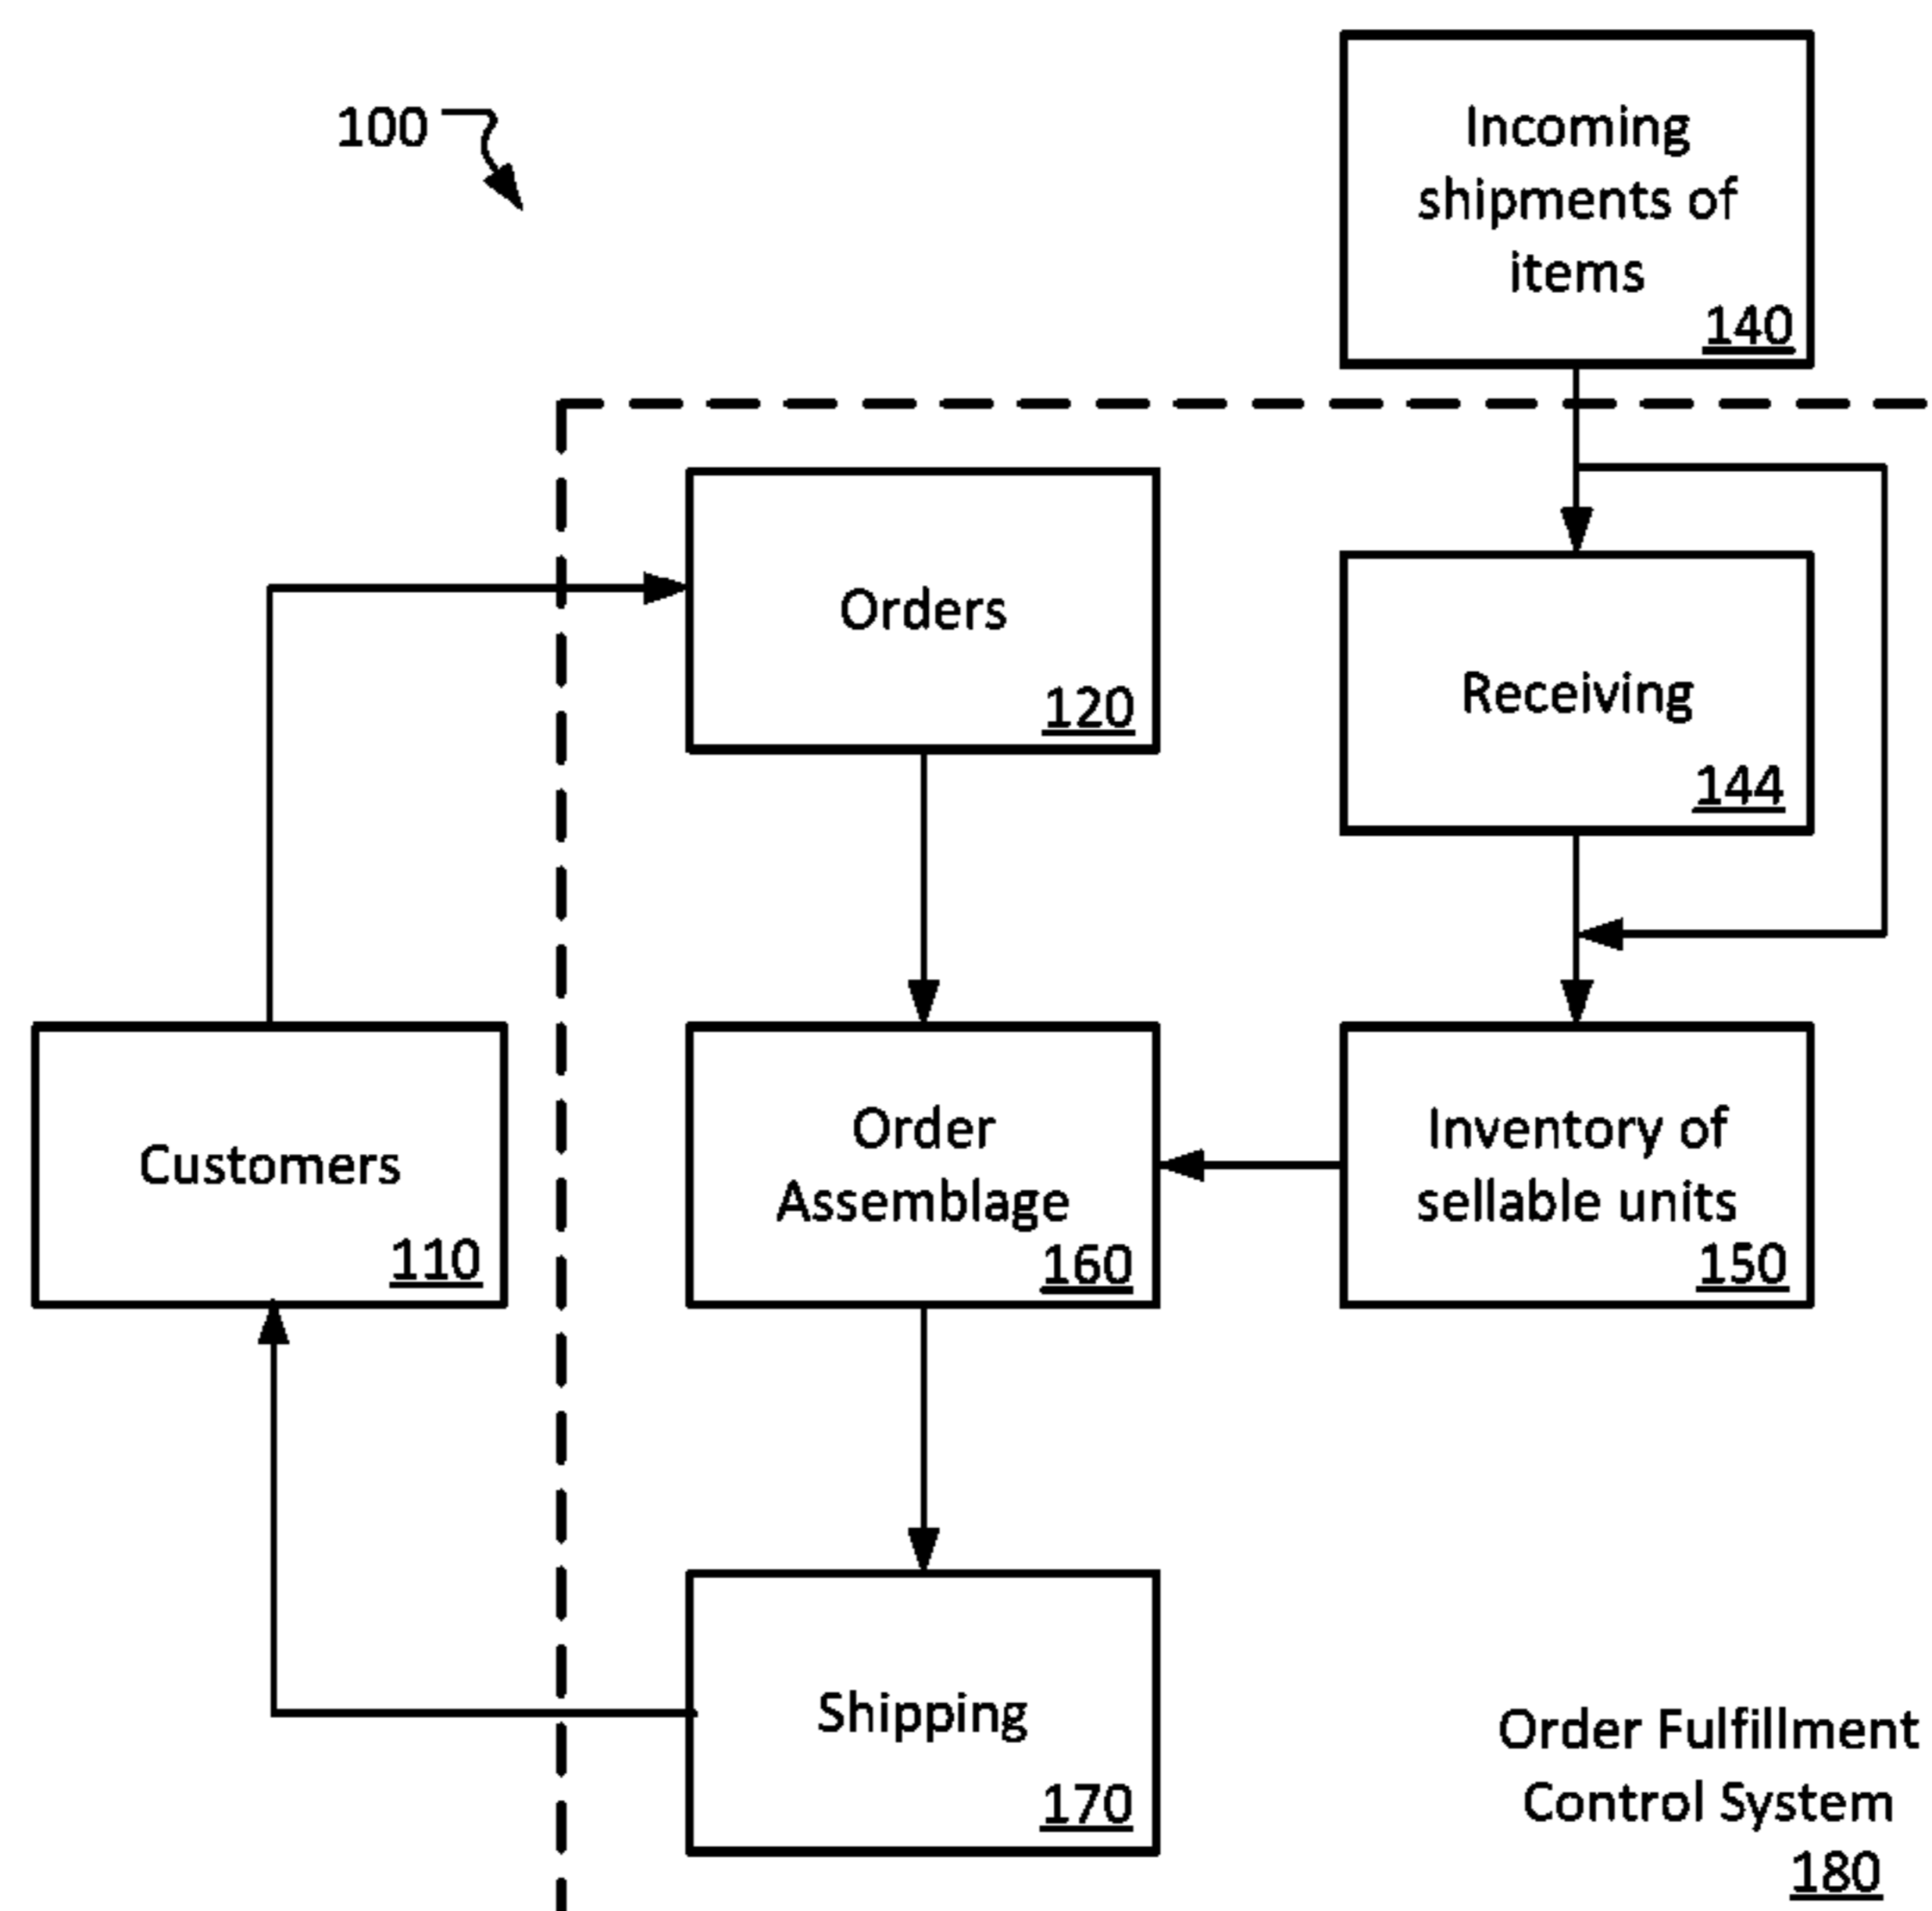 100
Incoming
shipments of
items
140
Orders
120
Receiving
144
Customers
110
Order
Assemblage
160
Inventory of
sellable units
150
Shipping
170
Order Fulfillment
Control System
180